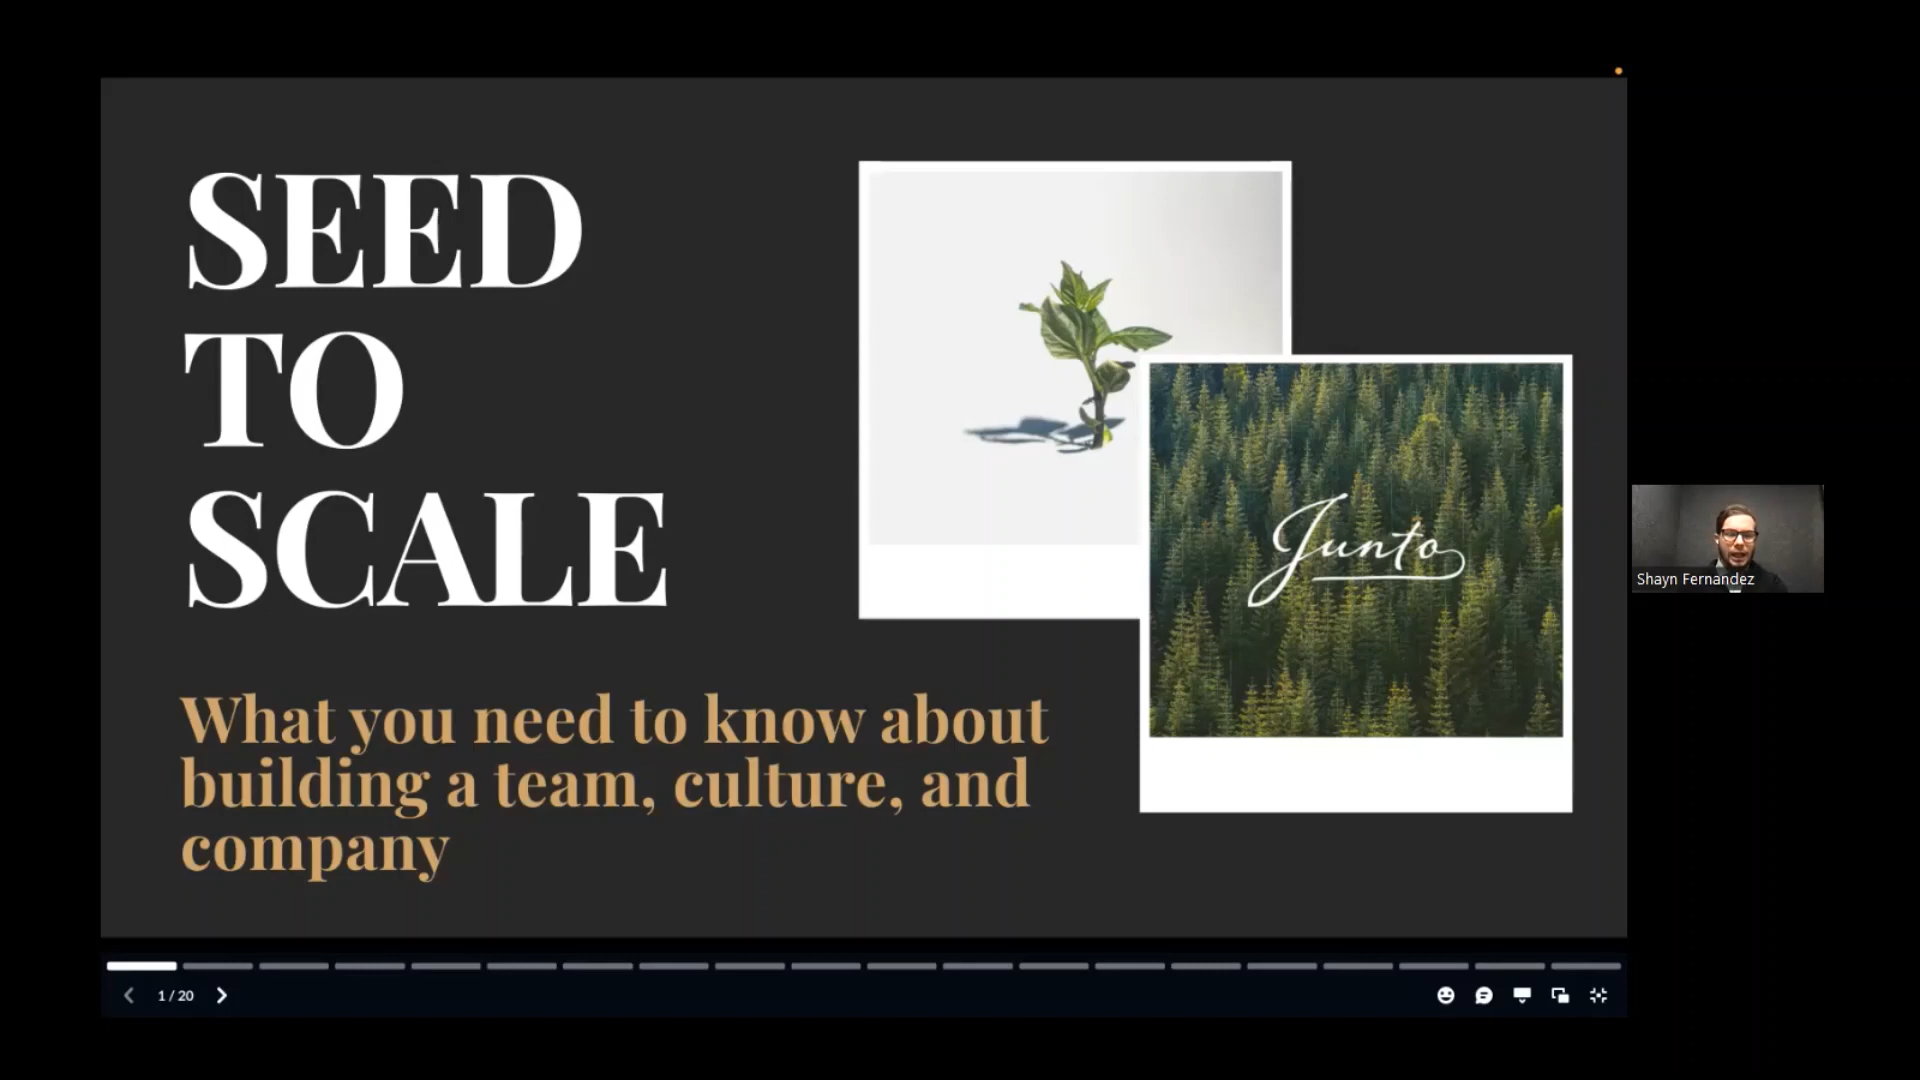 SEED
TO
SCALE
Junto
What you need to know about
building a team, culture, and
company
Shayn Fernandez
1 / 20